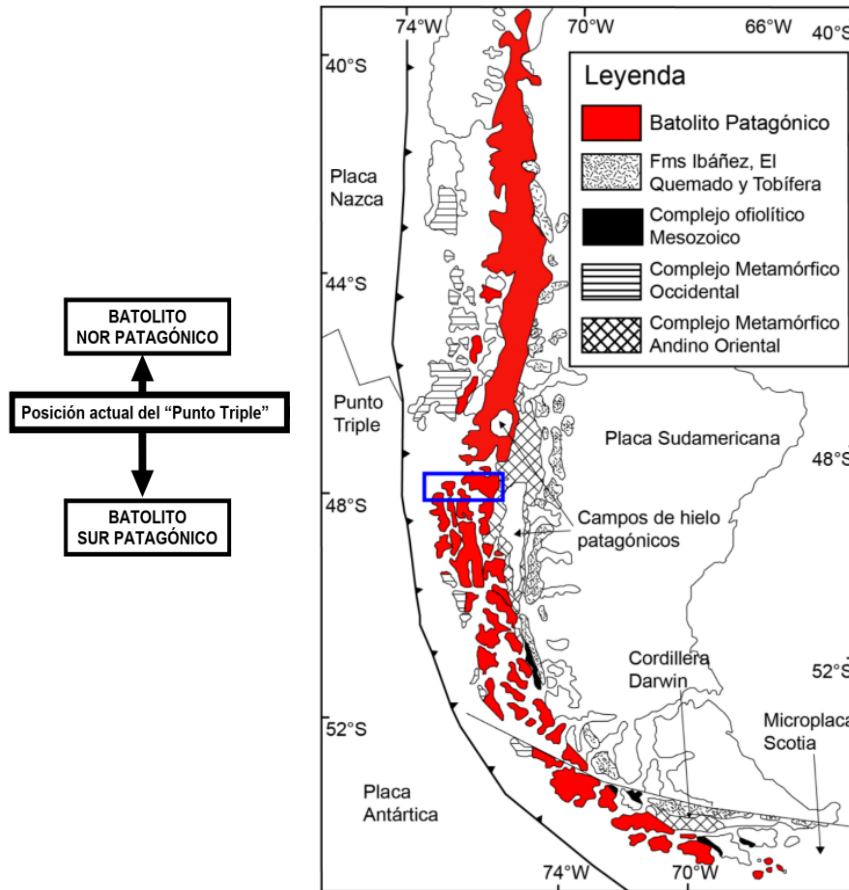 74°W
70°W
40°S
40°S
Leyenda
Batolito Patagónico
Fms Ibáñez, El
Quemado y Tobífera
Complejo ofiolítico
Mesozoico
Complejo Metamórfico
Occidental
Complejo Metamórfico
Andino Oriental
Placa
Nazca
44°S
BATOLITO
NOR PATAGÓNICO
Posición actual del “Punto Triple”
BATOLITO
SUR PATAGÓNICO
Punto
Triple
Placa Sudamericana
48°S
48°S
Campos de hielo
patagónicos
Cordillera
Darwin
52°S
Microplaca
Scotia
52°S
Placa
Antártica
74°W
70°W